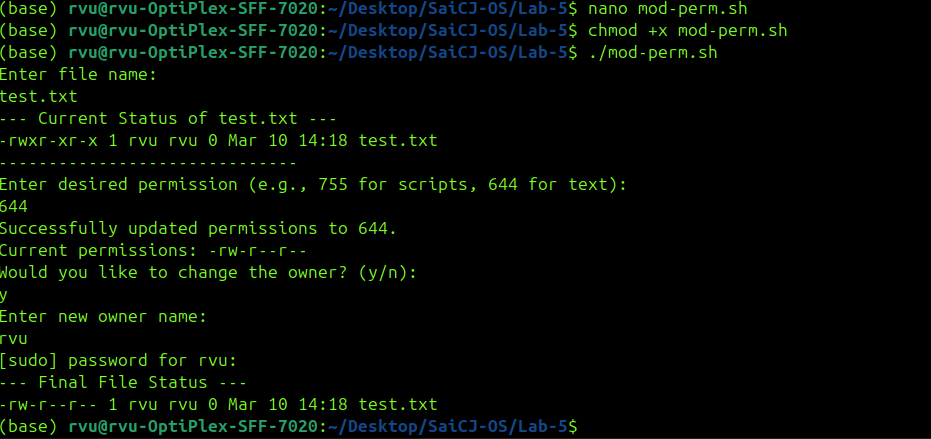 (base) rvu@rvu-OptiPlex-SFF-7020:~/Desktop/SaiCJ-OS/Lab-5$ nano mod-perm.sh
(base) rvu@rvu-OptiPlex-SFF-7020:~/Desktop/SaiCJ-OS/Lab-5$ chmod +x mod-perm.sh
(base) rvu@rvu-OptiPlex-SFF-7020:~/Desktop/SaiCJ-OS/Lab-5$ ./mod-perm.sh
Enter file name:
test.txt
--- Current Status of test.txt ---
-rwxr-xr-x 1 rvu rvu 0 Mar 10 14:18 test.txt
------------------------------
Enter desired permission (e.g., 755 for scripts, 644 for text):
644
Successfully updated permissions to 644.
Current permissions: -rw-r--r--
Would you like to change the owner? (y/n):
y
Enter new owner name:
rvu
[sudo] password for rvu:
--- Final File Status ---
-rw-r--r-- 1 rvu rvu 0 Mar 10 14:18 test.txt
(base) rvu@rvu-OptiPlex-SFF-7020:~/Desktop/SaiCJ-OS/Lab-5$